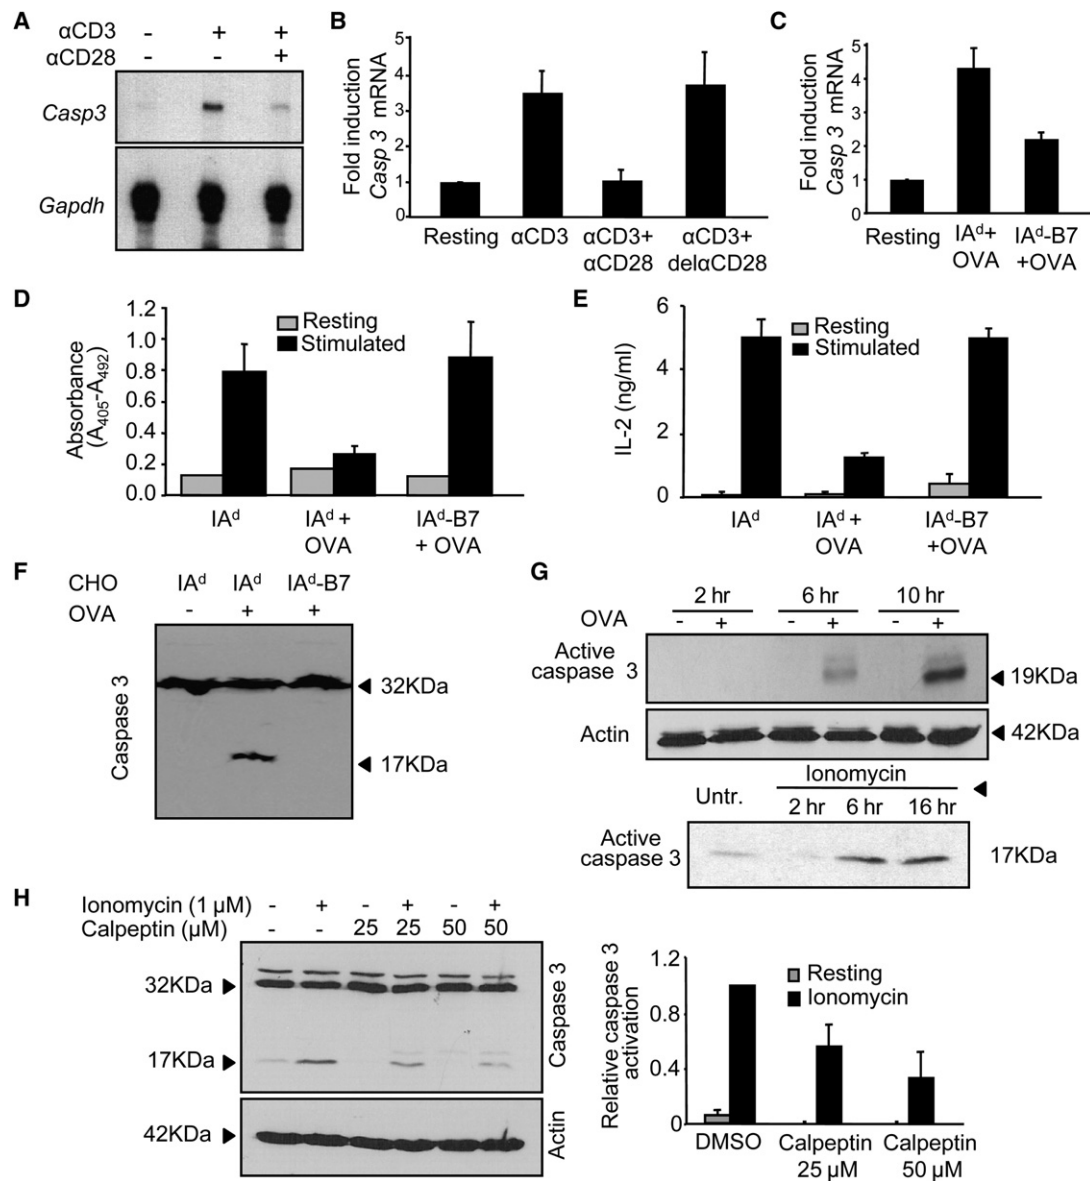 A
αCD3 - + +
αCD28 - - +
Casp3
Gapdh
B
Fold induction
Casp 3 mRNA
5
4
3
2
1
0
Resting αCD3 αCD3+ αCD3+
αCD28 delαCD28
C
Fold induction
Casp 3 mRNA
5
4
3
2
1
0
Resting IAd+ IAd-B7
OVA +OVA
D
Absorbance
(A405-A492)
1.2
1.0
0.8
0.6
0.4
0.2
0.0
Resting
Stimulated
IAd IAd + IAd-B7
OVA + OVA
E
IL-2 (ng/ml)
6
4
2
0
Resting
Stimulated
IAd IAd + IAd-B7
OVA +OVA
F
CHO IAd IAd IAd-B7
OVA - + +
Caspase 3
32KDa
17KDa
G
2 hr 6 hr 10 hr
OVA - + - + - +
Active
caspase 3
19KDa
Actin
42KDa
Ionomycin
Untr. 2 hr 6 hr 16 hr
Active
caspase 3
17KDa
H
Ionomycin (1 μM) - + - + - +
Calpeptin (μM) - - 25 25 50 50
32KDa
17KDa
Caspase 3
42KDa
Actin
Relative caspase 3
activation
1.2
0.8
0.4
0
Resting
Ionomycin
DMSO Calpeptin Calpeptin
25 μM 50 μM